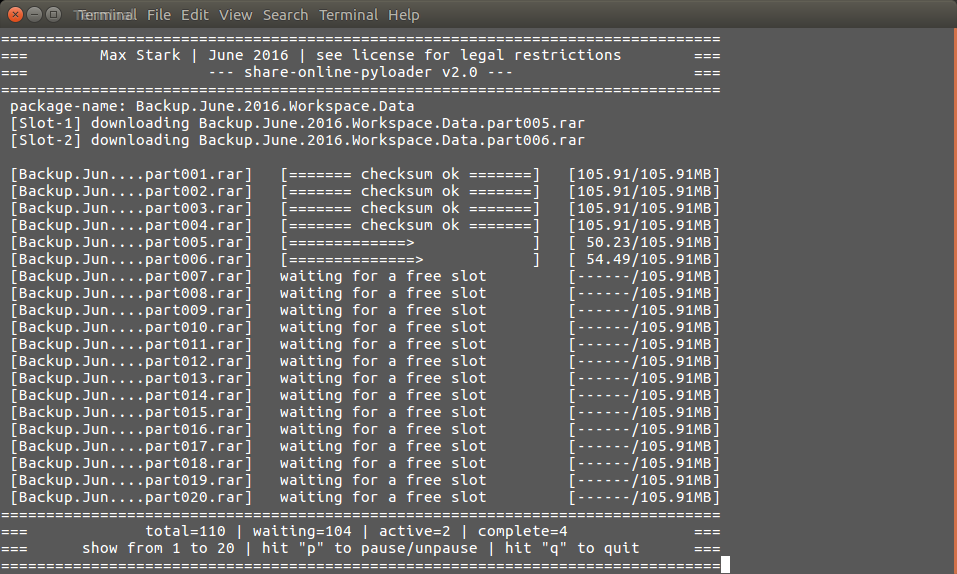 Terminal File Edit View Search Terminal Help
================================================================================
===        Max Stark | June 2016 | see license for legal restrictions        ===
===                    --- share-online-pyloader v2.0 ---                    ===
================================================================================
 package-name: Backup.June.2016.Workspace.Data
 [Slot-1] downloading Backup.June.2016.Workspace.Data.part005.rar
 [Slot-2] downloading Backup.June.2016.Workspace.Data.part006.rar

 [Backup.Jun....part001.rar]   [======= checksum ok =======]   [105.91/105.91MB]
 [Backup.Jun....part002.rar]   [======= checksum ok =======]   [105.91/105.91MB]
 [Backup.Jun....part003.rar]   [======= checksum ok =======]   [105.91/105.91MB]
 [Backup.Jun....part004.rar]   [======= checksum ok =======]   [105.91/105.91MB]
 [Backup.Jun....part005.rar]   [=============>             ]   [ 50.23/105.91MB]
 [Backup.Jun....part006.rar]   [==============>            ]   [ 54.49/105.91MB]
 [Backup.Jun....part007.rar]   waiting for a free slot         [------/105.91MB]
 [Backup.Jun....part008.rar]   waiting for a free slot         [------/105.91MB]
 [Backup.Jun....part009.rar]   waiting for a free slot         [------/105.91MB]
 [Backup.Jun....part010.rar]   waiting for a free slot         [------/105.91MB]
 [Backup.Jun....part011.rar]   waiting for a free slot         [------/105.91MB]
 [Backup.Jun....part012.rar]   waiting for a free slot         [------/105.91MB]
 [Backup.Jun....part013.rar]   waiting for a free slot         [------/105.91MB]
 [Backup.Jun....part014.rar]   waiting for a free slot         [------/105.91MB]
 [Backup.Jun....part015.rar]   waiting for a free slot         [------/105.91MB]
 [Backup.Jun....part016.rar]   waiting for a free slot         [------/105.91MB]
 [Backup.Jun....part017.rar]   waiting for a free slot         [------/105.91MB]
 [Backup.Jun....part018.rar]   waiting for a free slot         [------/105.91MB]
 [Backup.Jun....part019.rar]   waiting for a free slot         [------/105.91MB]
 [Backup.Jun....part020.rar]   waiting for a free slot         [------/105.91MB]
================================================================================
===             total=110 | waiting=104 | active=2 | complete=4              ===
===      show from 1 to 20 | hit "p" to pause/unpause | hit "q" to quit      ===
================================================================================